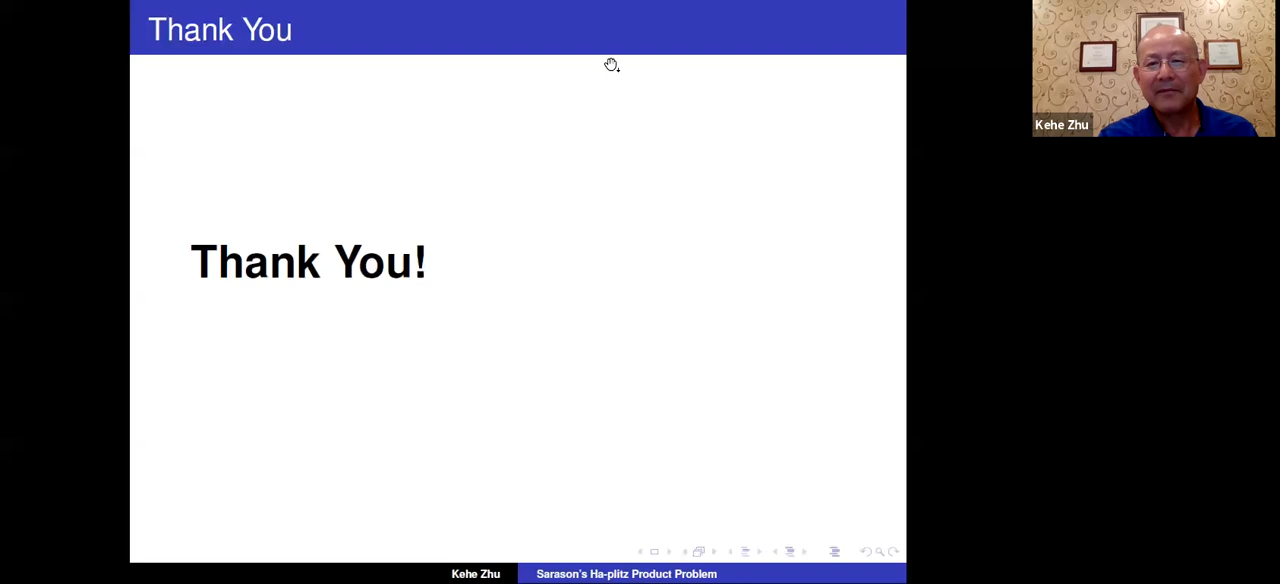 Thank You
Kehe Zhu
Thank You!
Kehe Zhu
Sarason's Ha-plitz Product Problem